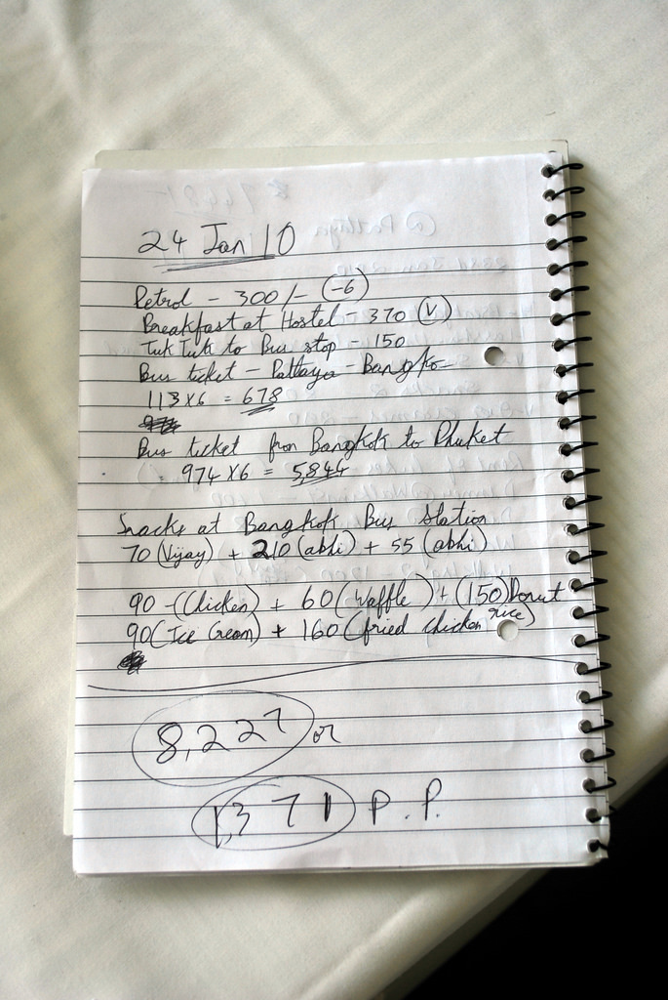 24 Jan 10
Petrol - 300/- (-6)
Breakfast at Hostel - 370 (V)
Tuk Tuk to Bus stop - 150
Bus ticket - Pattaya - Bangko
113 x 6 = 678
Bus ticket from Bangkok to Phuket
= 974 x 6 = 5844
Snacks at Bangkok Bus Station
70 (Vijay) + 210 (abhi) + 55 (abhi)
90 - (Chicken) + 60 (Waffle) + (150) Donut
90 (Ice Cream) + 160 (fried chicken rice)
8,227 or
1,371 P.P.